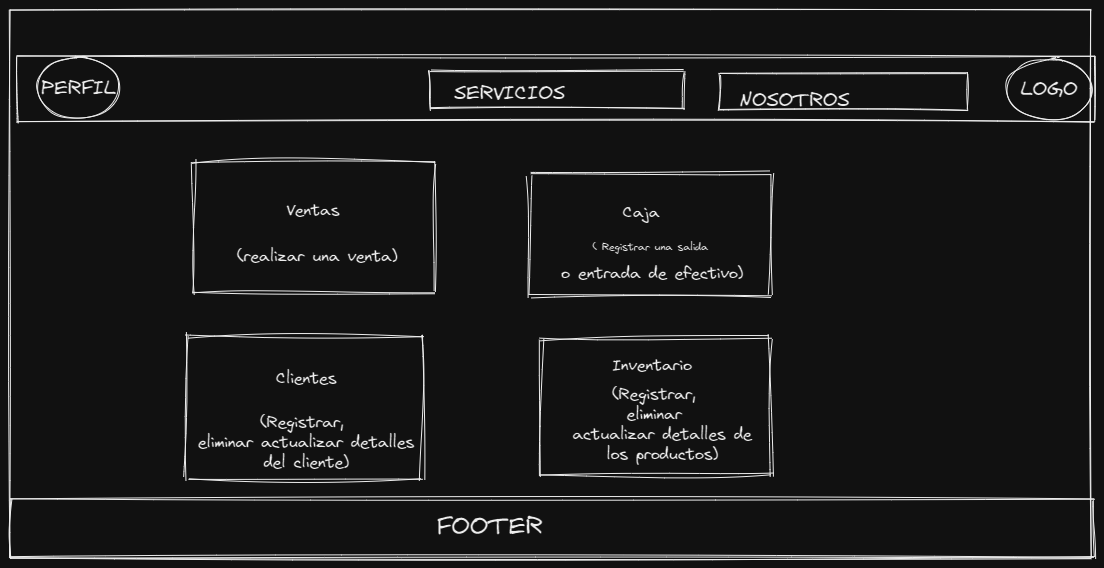 PERFIL
SERVICIOS
NOSOTROS
LOGO
Ventas
(realizar una venta)
Caja
( Registrar una salida
o entrada de efectivo)
Clientes
(Registrar,
eliminar actualizar detalles
del cliente)
Inventario
(Registrar,
eliminar
actualizar detalles de
los productos)
FOOTER